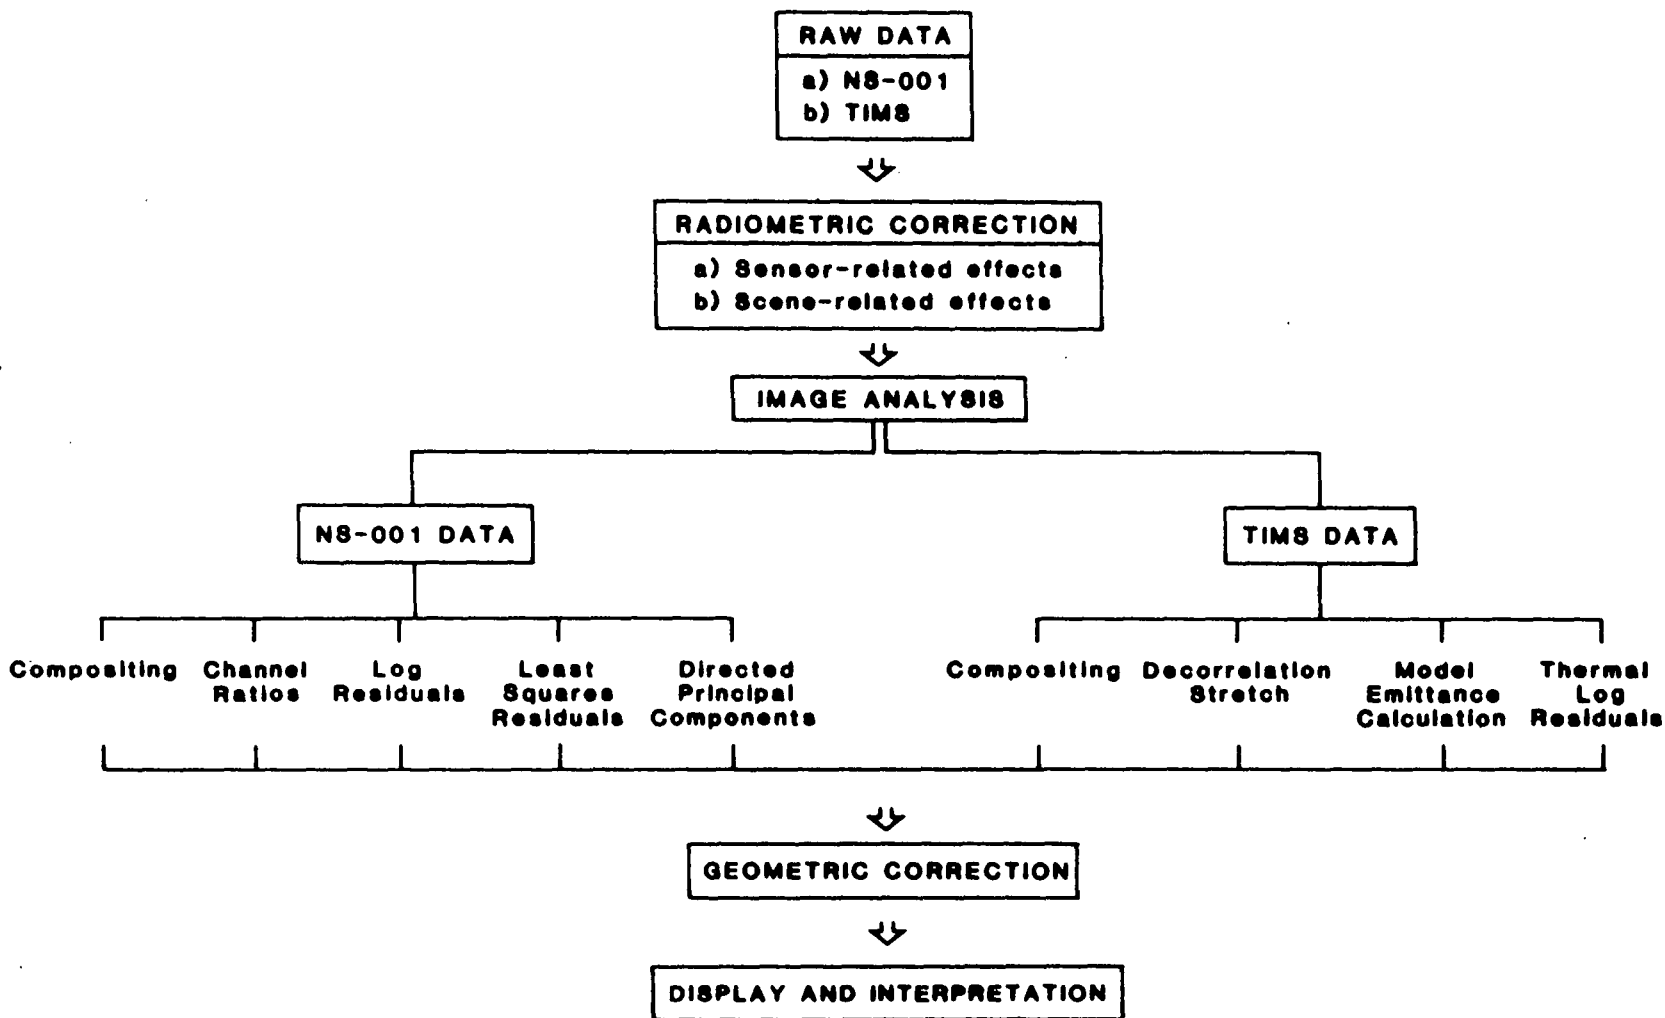 RAW DATA
a) NS-001
b) TIMS
RADIOMETRIC CORRECTION
a) Sensor-related effects
b) Scene-related effects
IMAGE ANALYSIS
NS-001 DATA
TIMS DATA
Compositing
Channel
Ratios
Log
Residuals
Least
Squares
Residuals
Directed
Principal
Components
Compositing
Decorrelation
Stretch
Model
Emittance
Calculation
Thermal
Log
Residuals
GEOMETRIC CORRECTION
DISPLAY AND INTERPRETATION